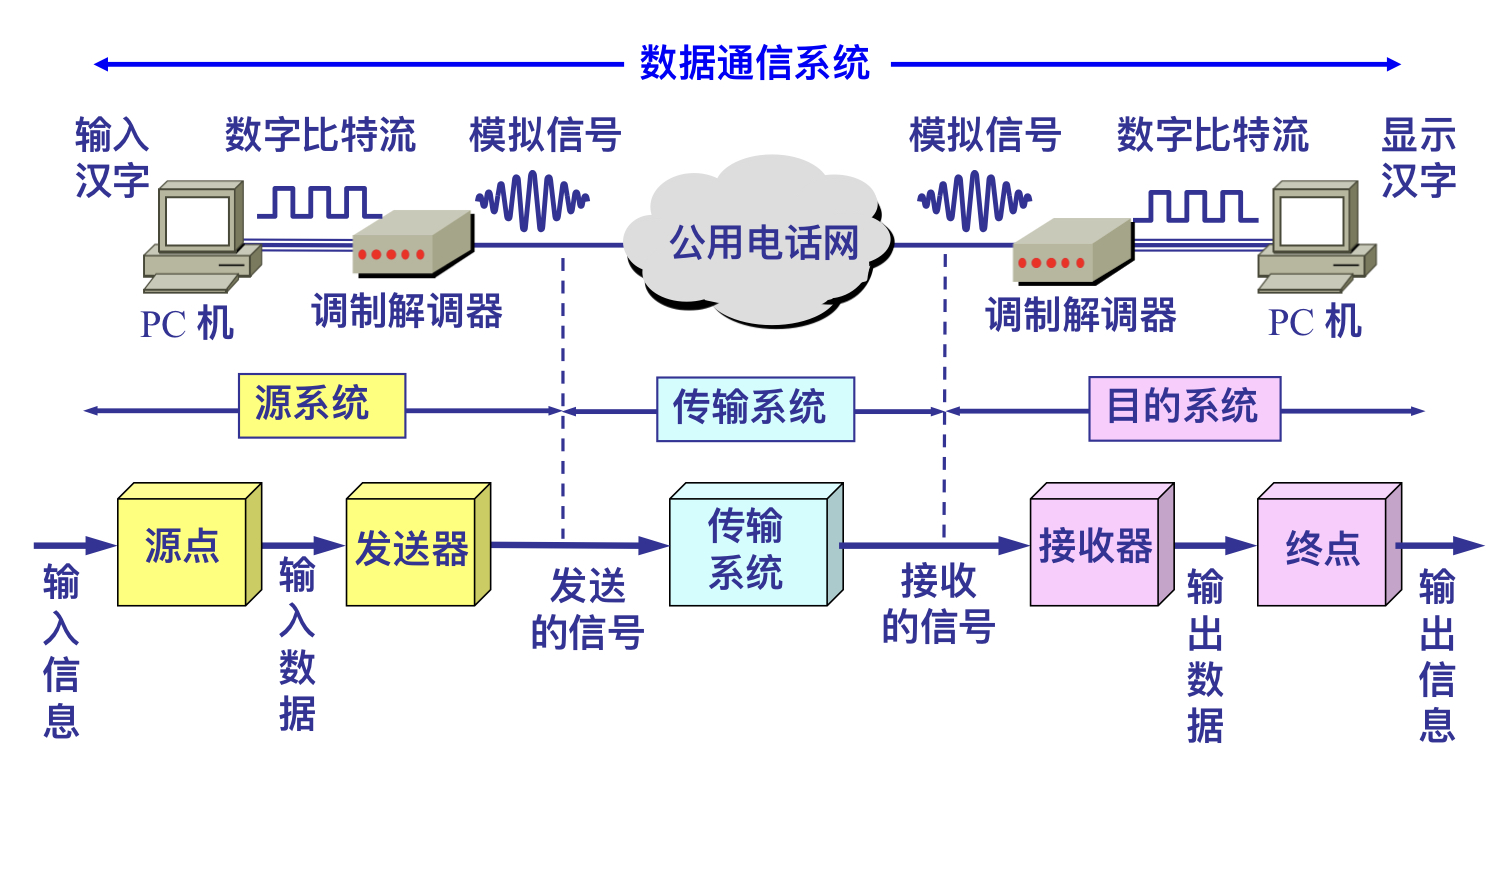 数据通信系统
输入
汉字
数字比特流
模拟信号
模拟信号
数字比特流
显示
汉字
公用电话网
PC 机
调制解调器
调制解调器
PC 机
源系统
传输系统
目的系统
源点
发送器
传输
系统
接收器
终点
输
入
信
息
输
入
数
据
发送
的信号
接收
的信号
输
出
数
据
输
出
信
息